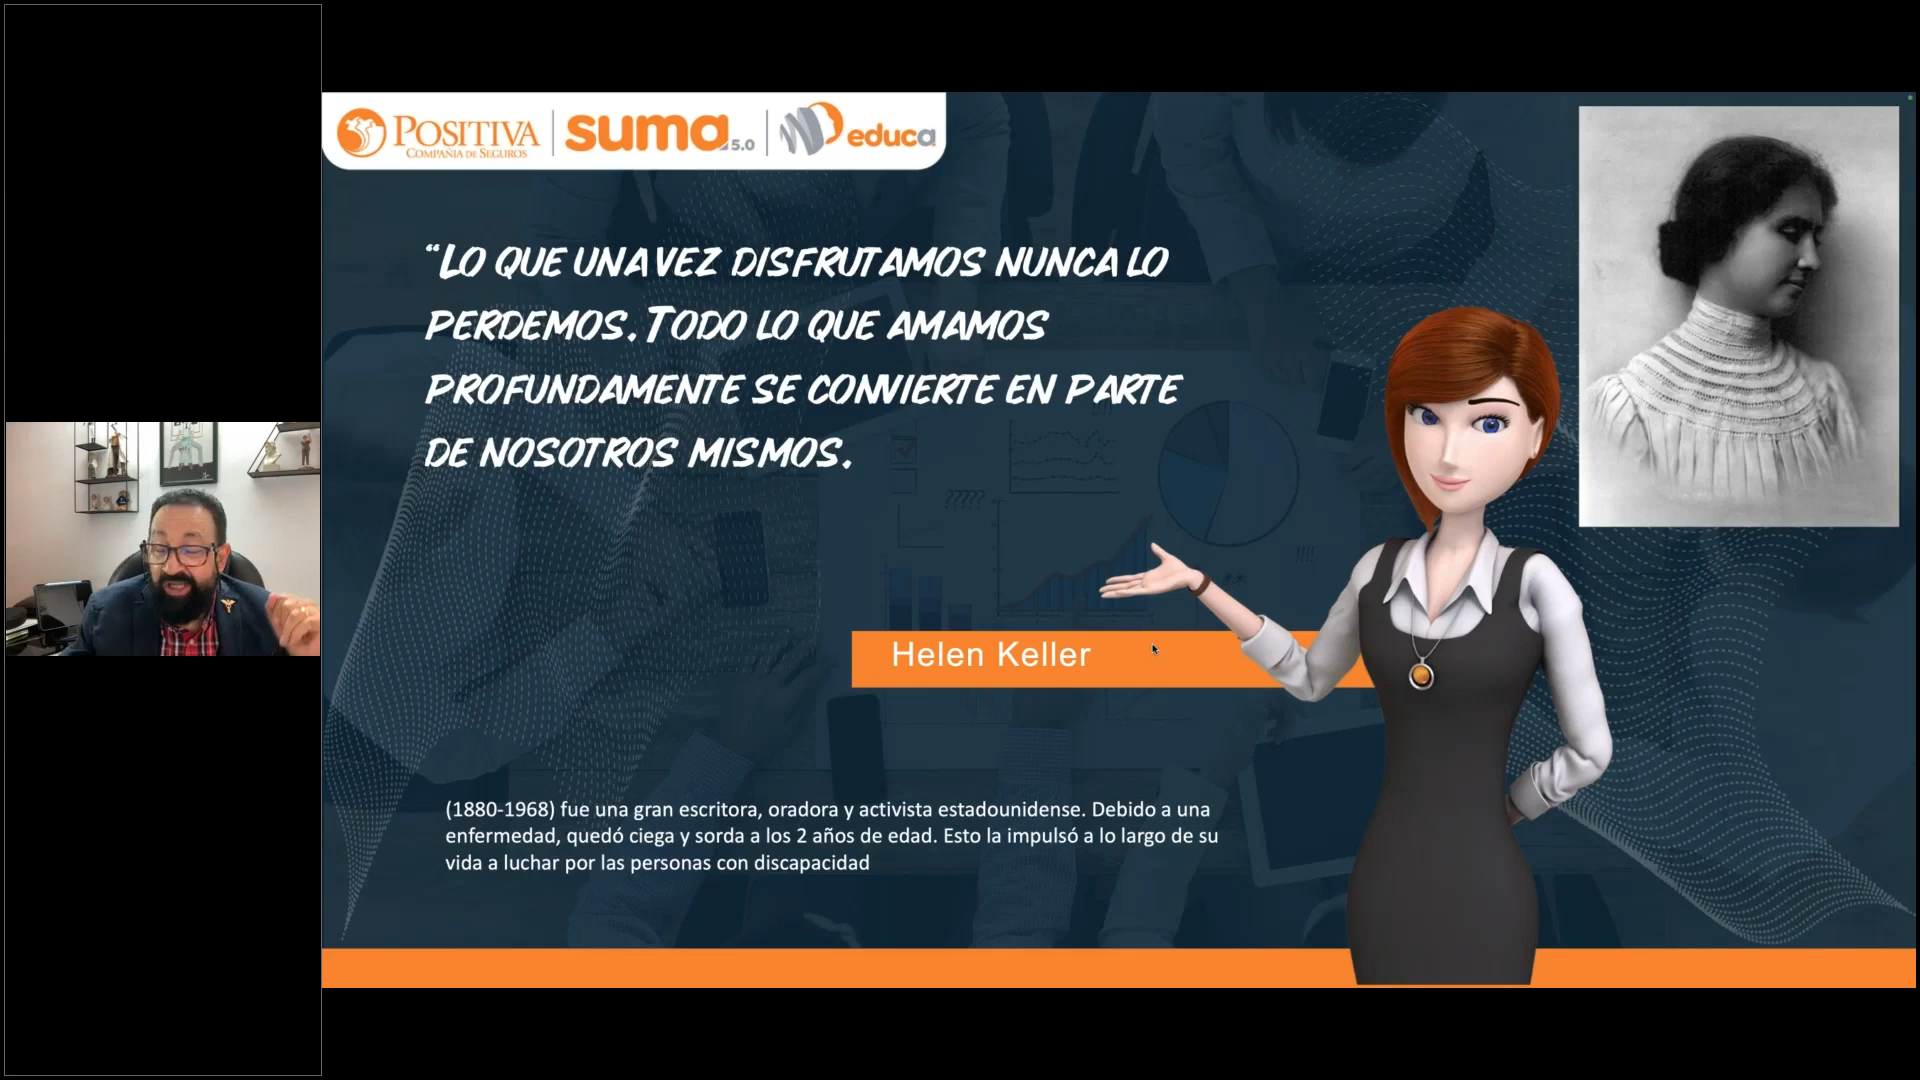 POSITIVA
COMPAÑIA DE SEGUROS
suma 5.0
educa
“LO QUE UNA VEZ DISFRUTAMOS NUNCA LO
PERDEMOS. TODO LO QUE AMAMOS
PROFUNDAMENTE SE CONVIERTE EN PARTE
DE NOSOTROS MISMOS.
?????
Helen Keller
(1880-1968) fue una gran escritora, oradora y activista estadounidense. Debido a una
enfermedad, quedó ciega y sorda a los 2 años de edad. Esto la impulsó a lo largo de su
vida a luchar por las personas con discapacidad